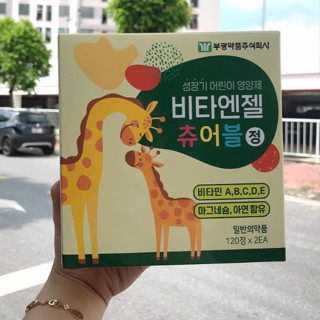 부광약품주식회사
성장기 어린이 영양제
비타엔젤
츄어블 정
비타민 A,B,C,D,E
마그네슘, 아연 함유
일반의약품
120정 x 2EA